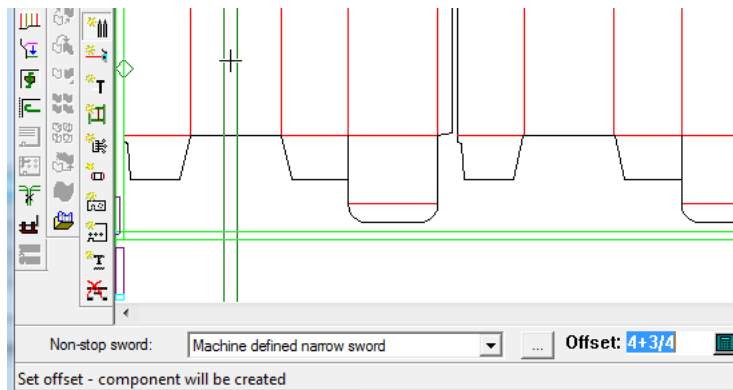 Non-stop sword: Machine defined narrow sword ... Offset: 4+3/4
Set offset - component will be created